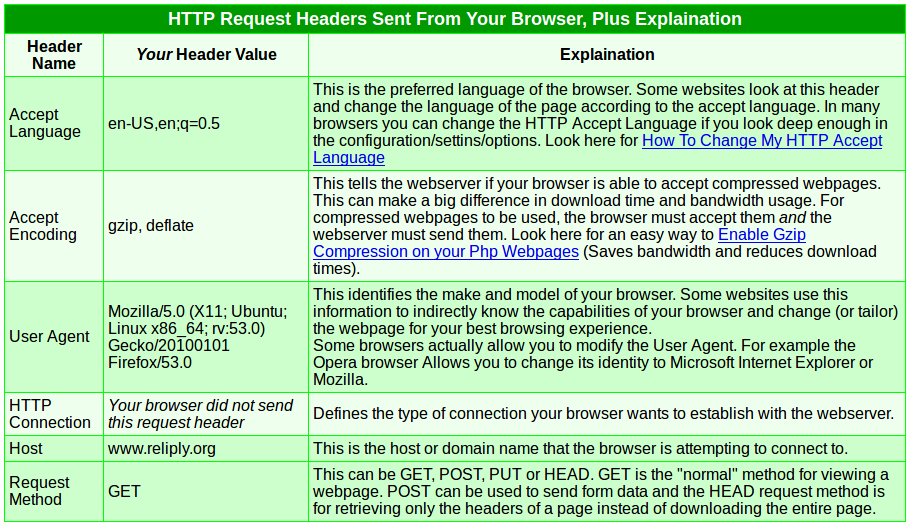 HTTP Request Headers Sent From Your Browser, Plus Explaination
Header
Name
Your Header Value
Explaination
Accept
Language
en-US,en;q=0.5
This is the preferred language of the browser. Some websites look at this header
and change the language of the page according to the accept language. In many
browsers you can change the HTTP Accept Language if you look deep enough in
the configuration/settins/options. Look here for How To Change My HTTP Accept
Language
Accept
Encoding
gzip, deflate
This tells the webserver if your browser is able to accept compressed webpages.
This can make a big difference in download time and bandwidth usage. For
compressed webpages to be used, the browser must accept them and the
webserver must send them. Look here for an easy way to Enable Gzip
Compression on your Php Webpages (Saves bandwidth and reduces download
times).
User Agent
Mozilla/5.0 (X11; Ubuntu;
Linux x86_64; rv:53.0)
Gecko/20100101
Firefox/53.0
This identifies the make and model of your browser. Some websites use this
information to indirectly know the capabilities of your browser and change (or tailor)
the webpage for your best browsing experience.
Some browsers actually allow you to modify the User Agent. For example the
Opera browser Allows you to change its identity to Microsoft Internet Explorer or
Mozilla.
HTTP
Connection
Your browser did not send
this request header
Defines the type of connection your browser wants to establish with the webserver.
Host
www.reliply.org
This is the host or domain name that the browser is attempting to connect to.
Request
Method
GET
This can be GET, POST, PUT or HEAD. GET is the "normal" method for viewing a
webpage. POST can be used to send form data and the HEAD request method is
for retrieving only the headers of a page instead of downloading the entire page.